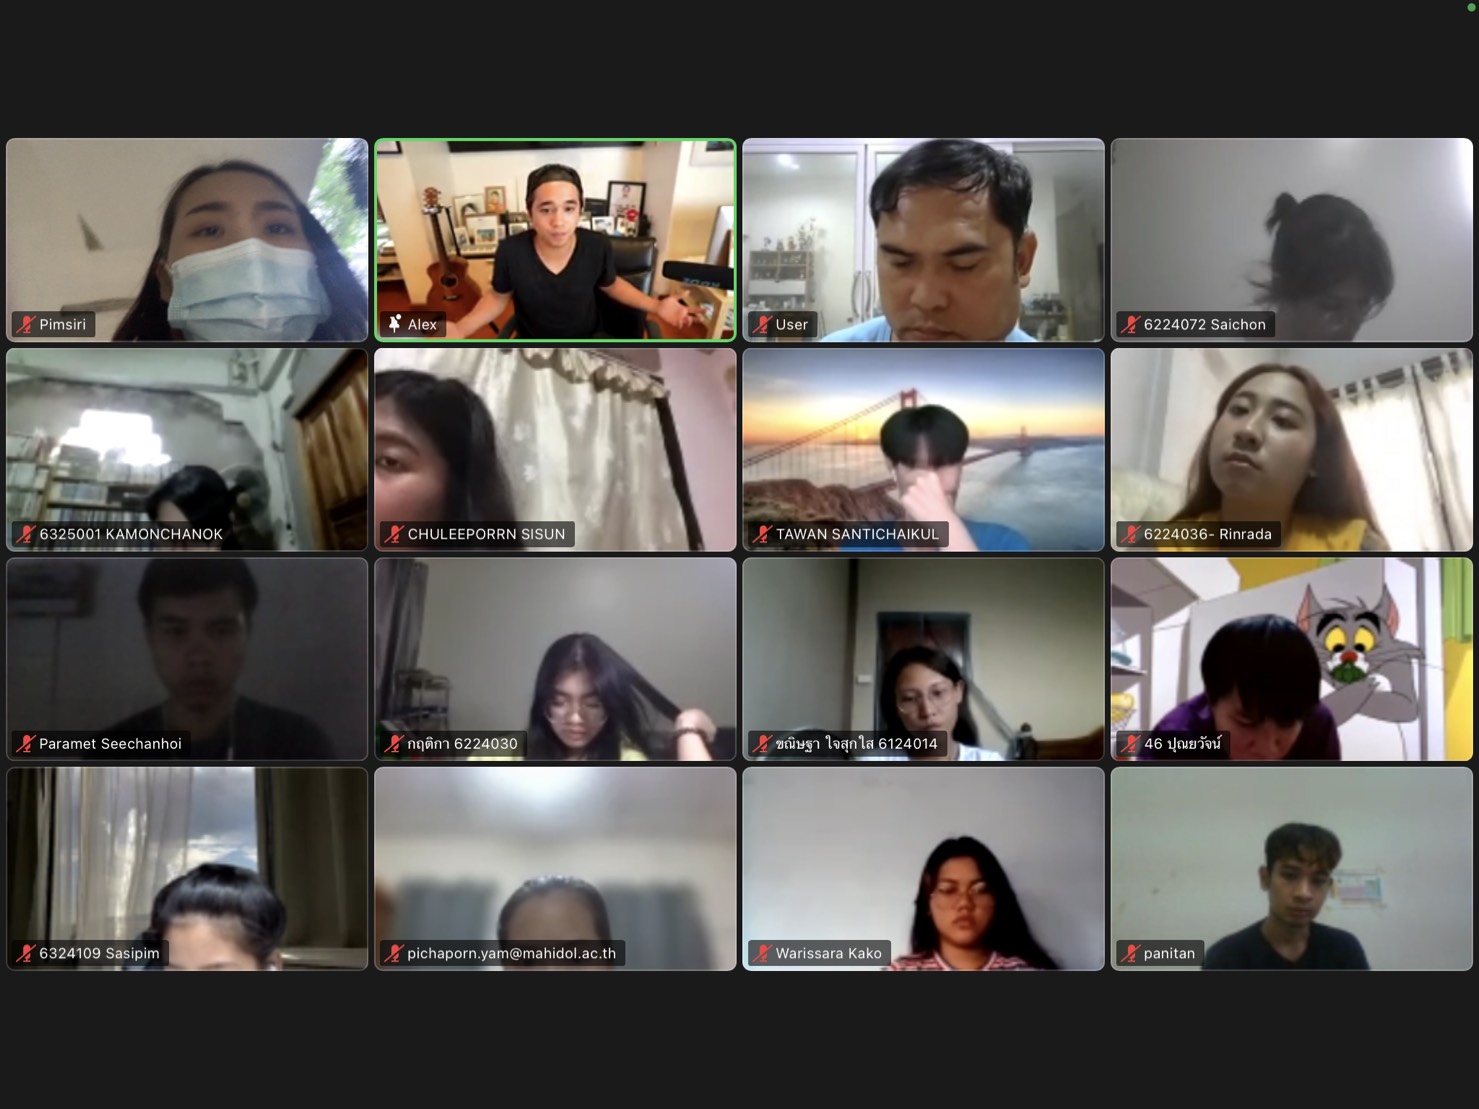 Pimsiri
Alex
User
6224072 Saichon
6325001 KAMONCHANOK
CHULEEPORRN SISUN
TAWAN SANTICHAIKUL
6224036- Rinrada
Paramet Seechanhoi
กฤติกา 6224030
ขณิษฐา ใจสุกใส 6124014
46 ปุณยวัจน์
6324109 Sasipim
pichaporn.yam@mahidol.ac.th
Warissara Kako
panitan